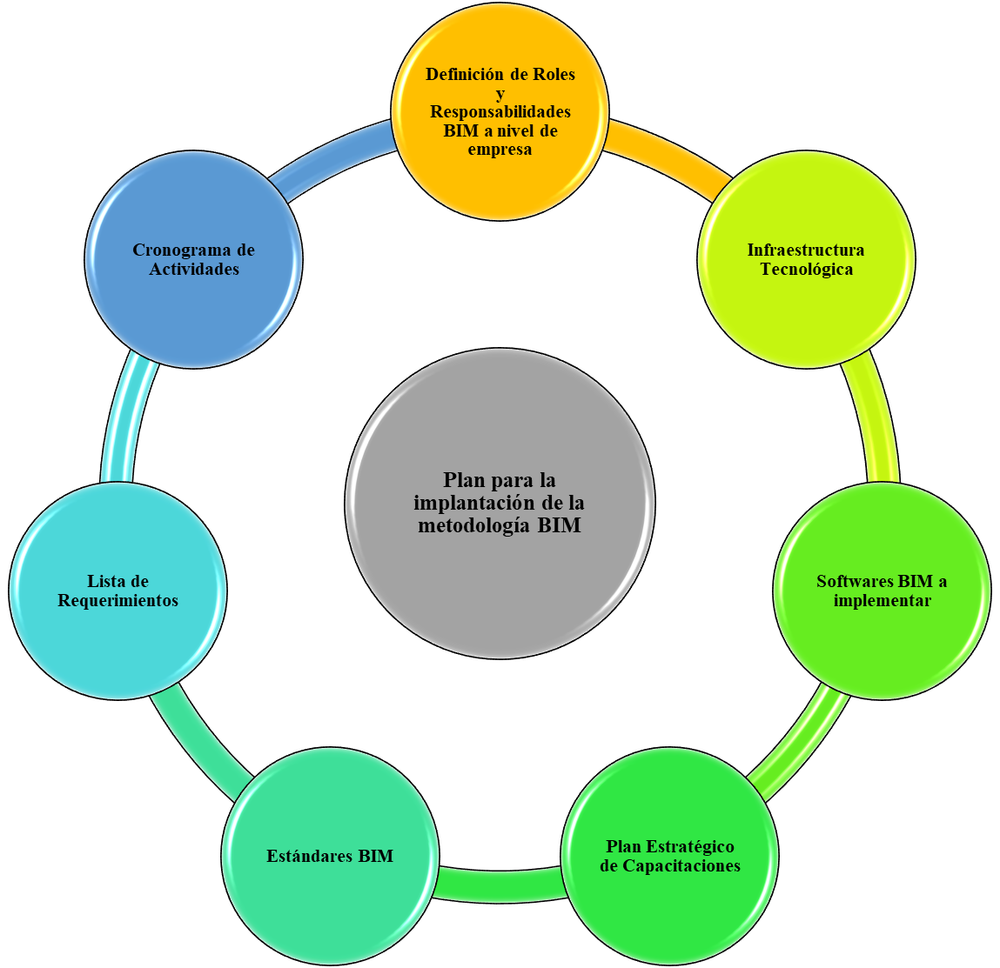 Definición de Roles
y
Responsabilidades
BIM a nivel de
empresa
Infraestructura
Tecnológica
Softwares BIM a
implementar
Plan Estratégico
de Capacitaciones
Estándares BIM
Lista de
Requerimientos
Cronograma de
Actividades
Plan para la
implantación de la
metodología BIM